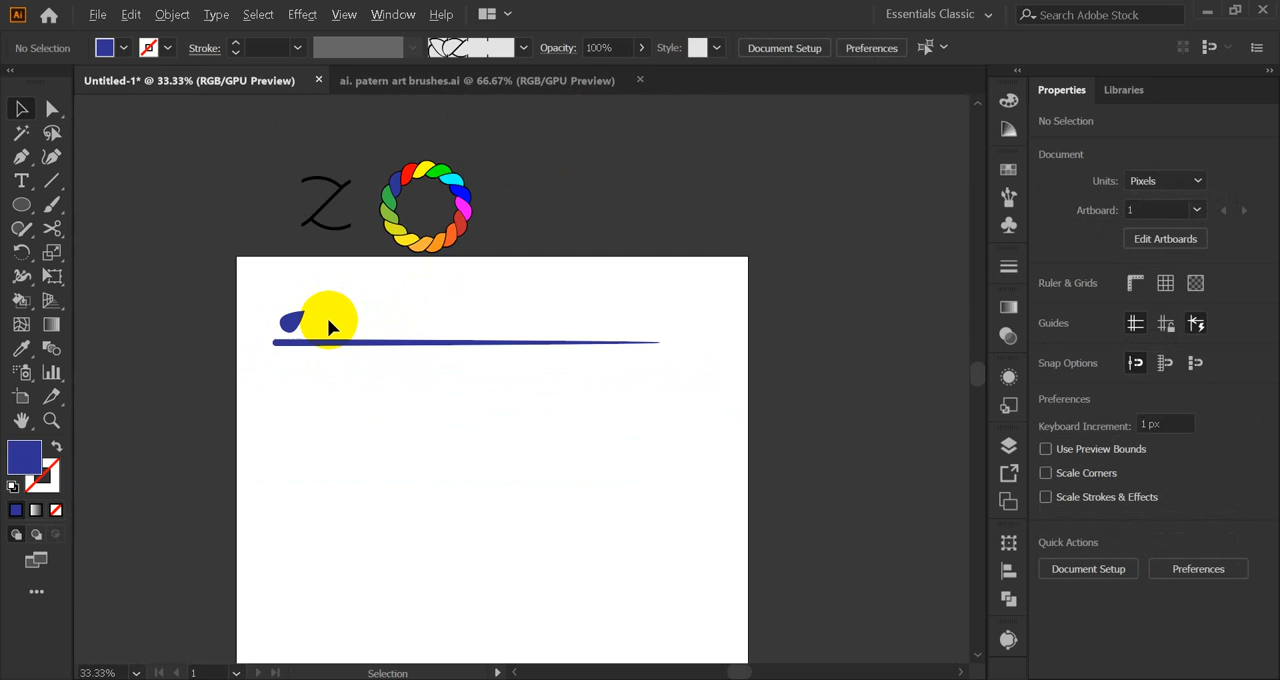 Ai File Edit Object Type Select Effect View Window Help Essentials Classic Search Adobe Stock
No Selection Stroke: Opacity: 100% Style: Document Setup Preferences
Untitled-1* @ 33.33% (RGB/GPU Preview) × ai. patern art brushes.ai @ 66.67% (RGB/GPU Preview) ×
Properties Libraries
No Selection
Document
Units: Pixels
Artboard: 1
Edit Artboards
Ruler & Grids
Guides
Snap Options
Preferences
Keyboard Increment: 1 px
Use Preview Bounds
Scale Corners
Scale Strokes & Effects
Quick Actions
Document Setup Preferences
33.33% 1 Selection